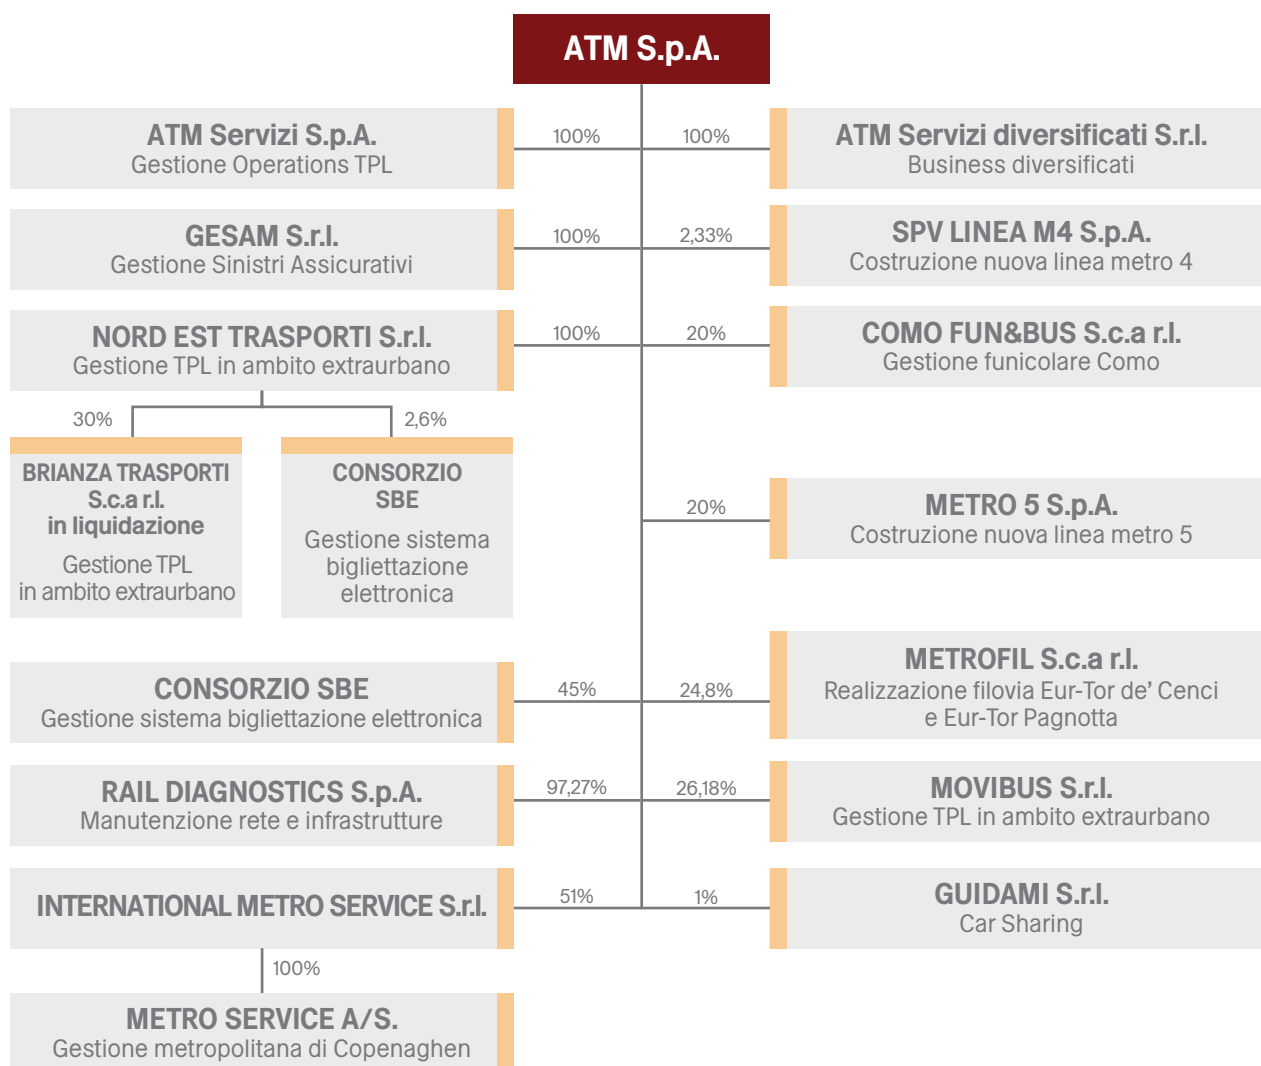 ATM S.p.A.
ATM Servizi S.p.A.
Gestione Operations TPL
100%
100%
ATM Servizi diversificati S.r.l.
Business diversificati
GESAM S.r.l.
Gestione Sinistri Assicurativi
100%
2,33%
SPV LINEA M4 S.p.A.
Costruzione nuova linea metro 4
NORD EST TRASPORTI S.r.l.
Gestione TPL in ambito extraurbano
100%
20%
COMO FUN&BUS S.c.a r.l.
Gestione funicolare Como
30%
2,6%
BRIANZA TRASPORTI
S.c.a r.l.
in liquidazione
Gestione TPL
in ambito extraurbano
CONSORZIO
SBE
Gestione sistema
bigliettazione
elettronica
20%
METRO 5 S.p.A.
Costruzione nuova linea metro 5
CONSORZIO SBE
Gestione sistema bigliettazione elettronica
45%
24,8%
METROFIL S.c.a r.l.
Realizzazione filovia Eur-Tor de’ Cenci
e Eur-Tor Pagnotta
RAIL DIAGNOSTICS S.p.A.
Manutenzione rete e infrastrutture
97,27%
26,18%
MOVIBUS S.r.l.
Gestione TPL in ambito extraurbano
INTERNATIONAL METRO SERVICE S.r.l.
51%
1%
GUIDAMI S.r.l.
Car Sharing
100%
METRO SERVICE A/S.
Gestione metropolitana di Copenaghen